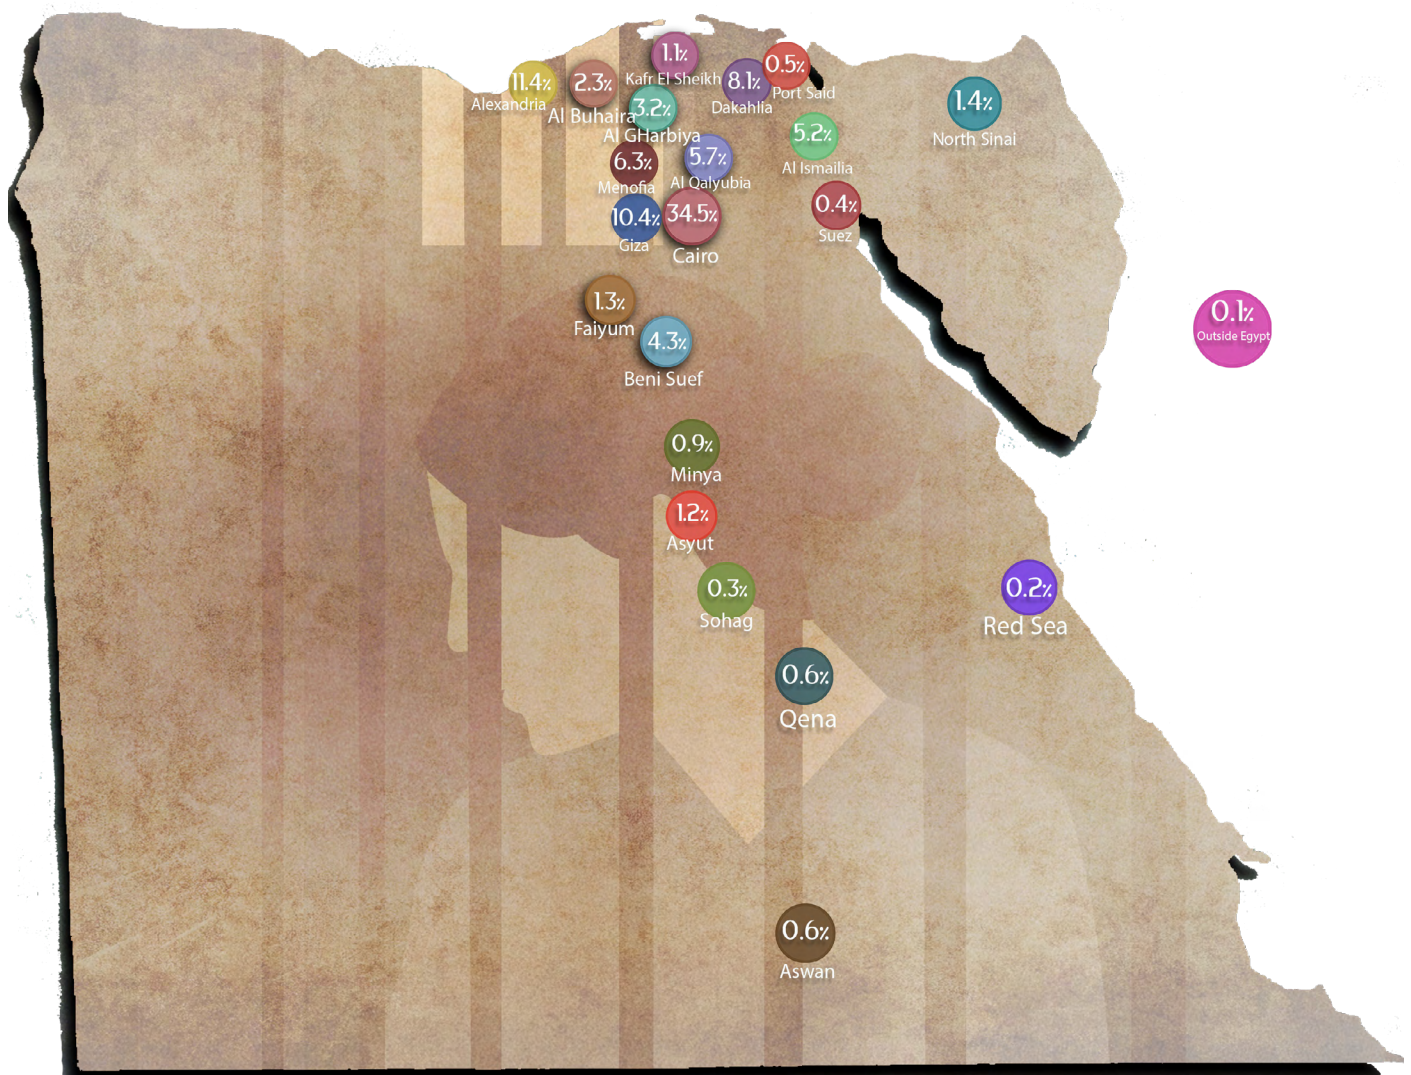 1.1%
Kafr El Sheikh
0.5%
Port Said
11.4%
Alexandria
2.3%
Al Buhaira
8.1%
Dakahlia
3.2%
Al GHarbiya
1.4%
North Sinai
5.2%
Al Ismailia
6.3%
Menofia
5.7%
Al Qalyubia
0.4%
Suez
10.4%
Giza
34.5%
Cairo
1.3%
Faiyum
0.1%
Outside Egypt
4.3%
Beni Suef
0.9%
Minya
1.2%
Asyut
0.3%
Sohag
0.2%
Red Sea
0.6%
Qena
0.6%
Aswan